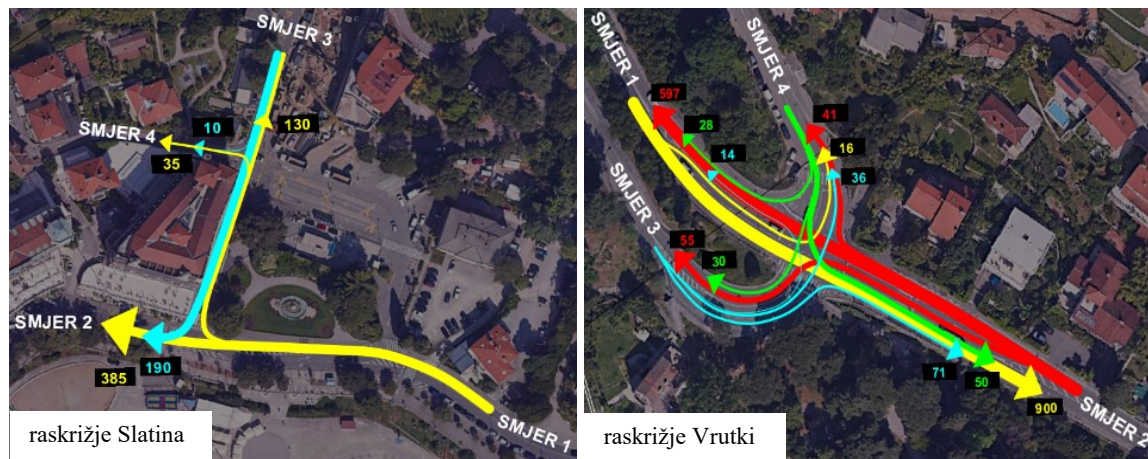 SMJER 3
130
10
SMJER 4
35
SMJER 2
190
385
SMJER 1
raskrižje Slatina
SMJER 1
SMJER 4
597
28
41
14
16
36
SMJER 3
55
30
71
50
900
SMJER 2
raskrižje Vrutki